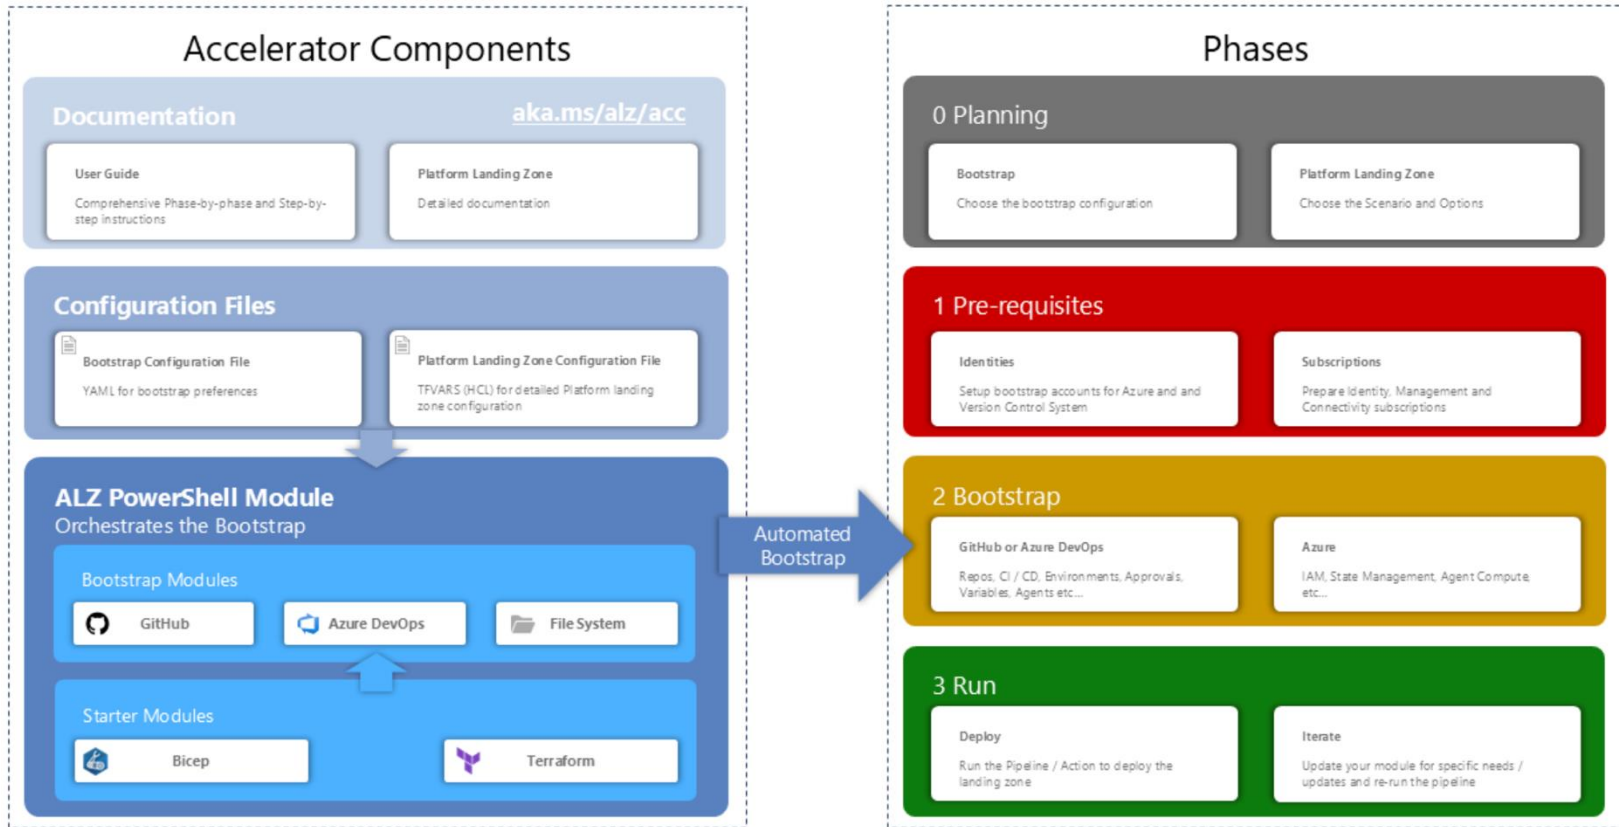 Accelerator Components
Documentation
aka.ms/alz/acc
User Guide
Comprehensive Phase-by-phase and Step-by-
step instructions
Platform Landing Zone
Detailed documentation
Configuration Files
Bootstrap Configuration File
YAML for bootstrap preferences
Platform Landing Zone Configuration File
TFVARS (HCL) for detailed Platform landing
zone configuration
ALZ PowerShell Module
Orchestrates the Bootstrap
Bootstrap Modules
GitHub
Azure DevOps
File System
Starter Modules
Bicep
Terraform
Automated
Bootstrap
Phases
0 Planning
Bootstrap
Choose the bootstrap configuration
Platform Landing Zone
Choose the Scenario and Options
1 Pre-requisites
Identities
Setup bootstrap accounts for Azure and and
Version Control System
Subscriptions
Prepare Identity, Management and
Connectivity subscriptions
2 Bootstrap
GitHub or Azure DevOps
Repos, CI / CD, Environments, Approvals,
Variables, Agents etc...
Azure
IAM, State Management, Agent Compute,
etc...
3 Run
Deploy
Run the Pipeline / Action to deploy the
landing zone
Iterate
Update your module for specific needs /
updates and re-run the pipeline